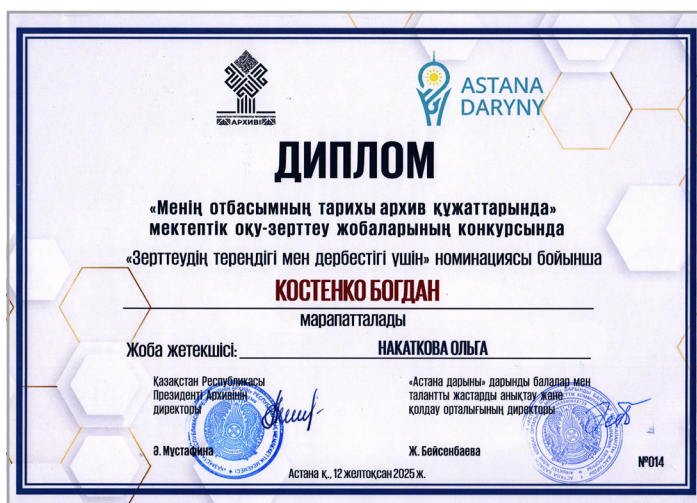 АРХИВІ
ASTANA
DARYNY
ДИПЛОМ
«Менің отбасымның тарихы архив құжаттарында»
мектептік оқу-зерттеу жобаларының конкурсында
«Зерттеудің тереңдігі мен дербестігі үшін» номинациясы бойынша
КОСТЕНКО БОГДАН
марапатталады
Жоба жетекшісі: НАКАТКОВА ОЛЬГА
Қазақстан Республикасы
Президенті Архивінің
директоры
Ә. Мустафина
«Астана дарыны» дарынды балалар мен
талантты жастарды анықтау және
қолдау орталығының директоры
Ж. Бейсенбаева
№014
Астана қ., 12 желтоқсан 2025 ж.